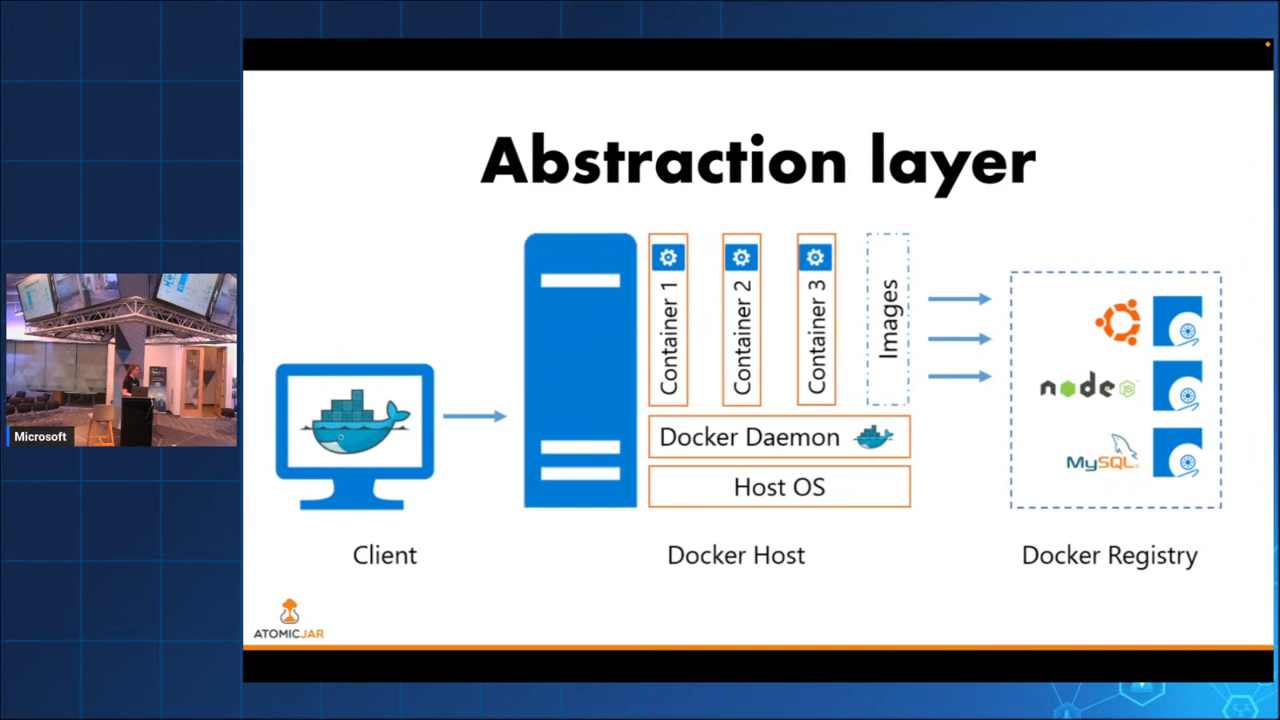 Abstraction layer
Container 1
Container 2
Container 3
Images
Docker Daemon
Host OS
node
JS
MySQL
Client
Docker Host
Docker Registry
ATOMICJAR
Microsoft